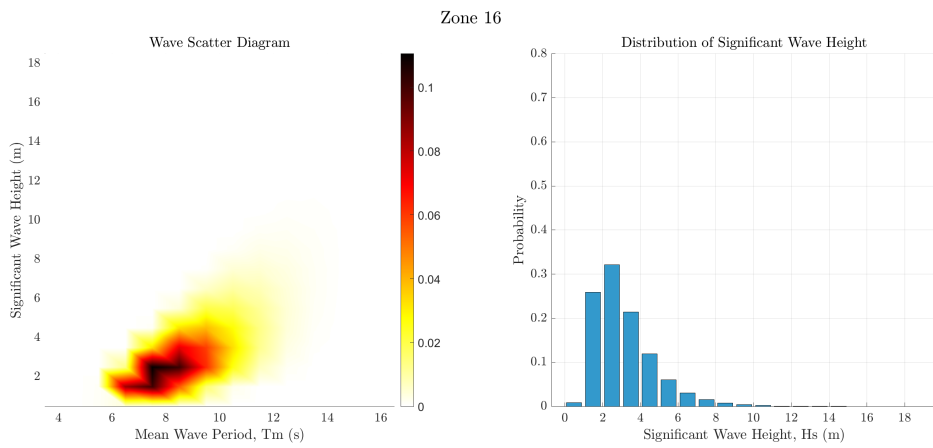 Zone 16
Wave Scatter Diagram
Significant Wave Height (m)
18
16
14
12
10
8
6
4
2
4 6 8 10 12 14 16
Mean Wave Period, Tm (s)
0.1
0.08
0.06
0.04
0.02
0
Distribution of Significant Wave Height
Probability
0.8
0.7
0.6
0.5
0.4
0.3
0.2
0.1
0
0 2 4 6 8 10 12 14 16 18
Significant Wave Height, Hs (m)